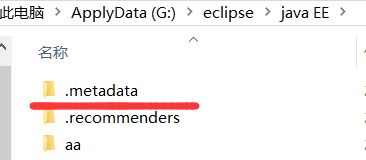 此电脑 > ApplyData (G:) > eclipse > java EE >
名称
.metadata
.recommenders
aa